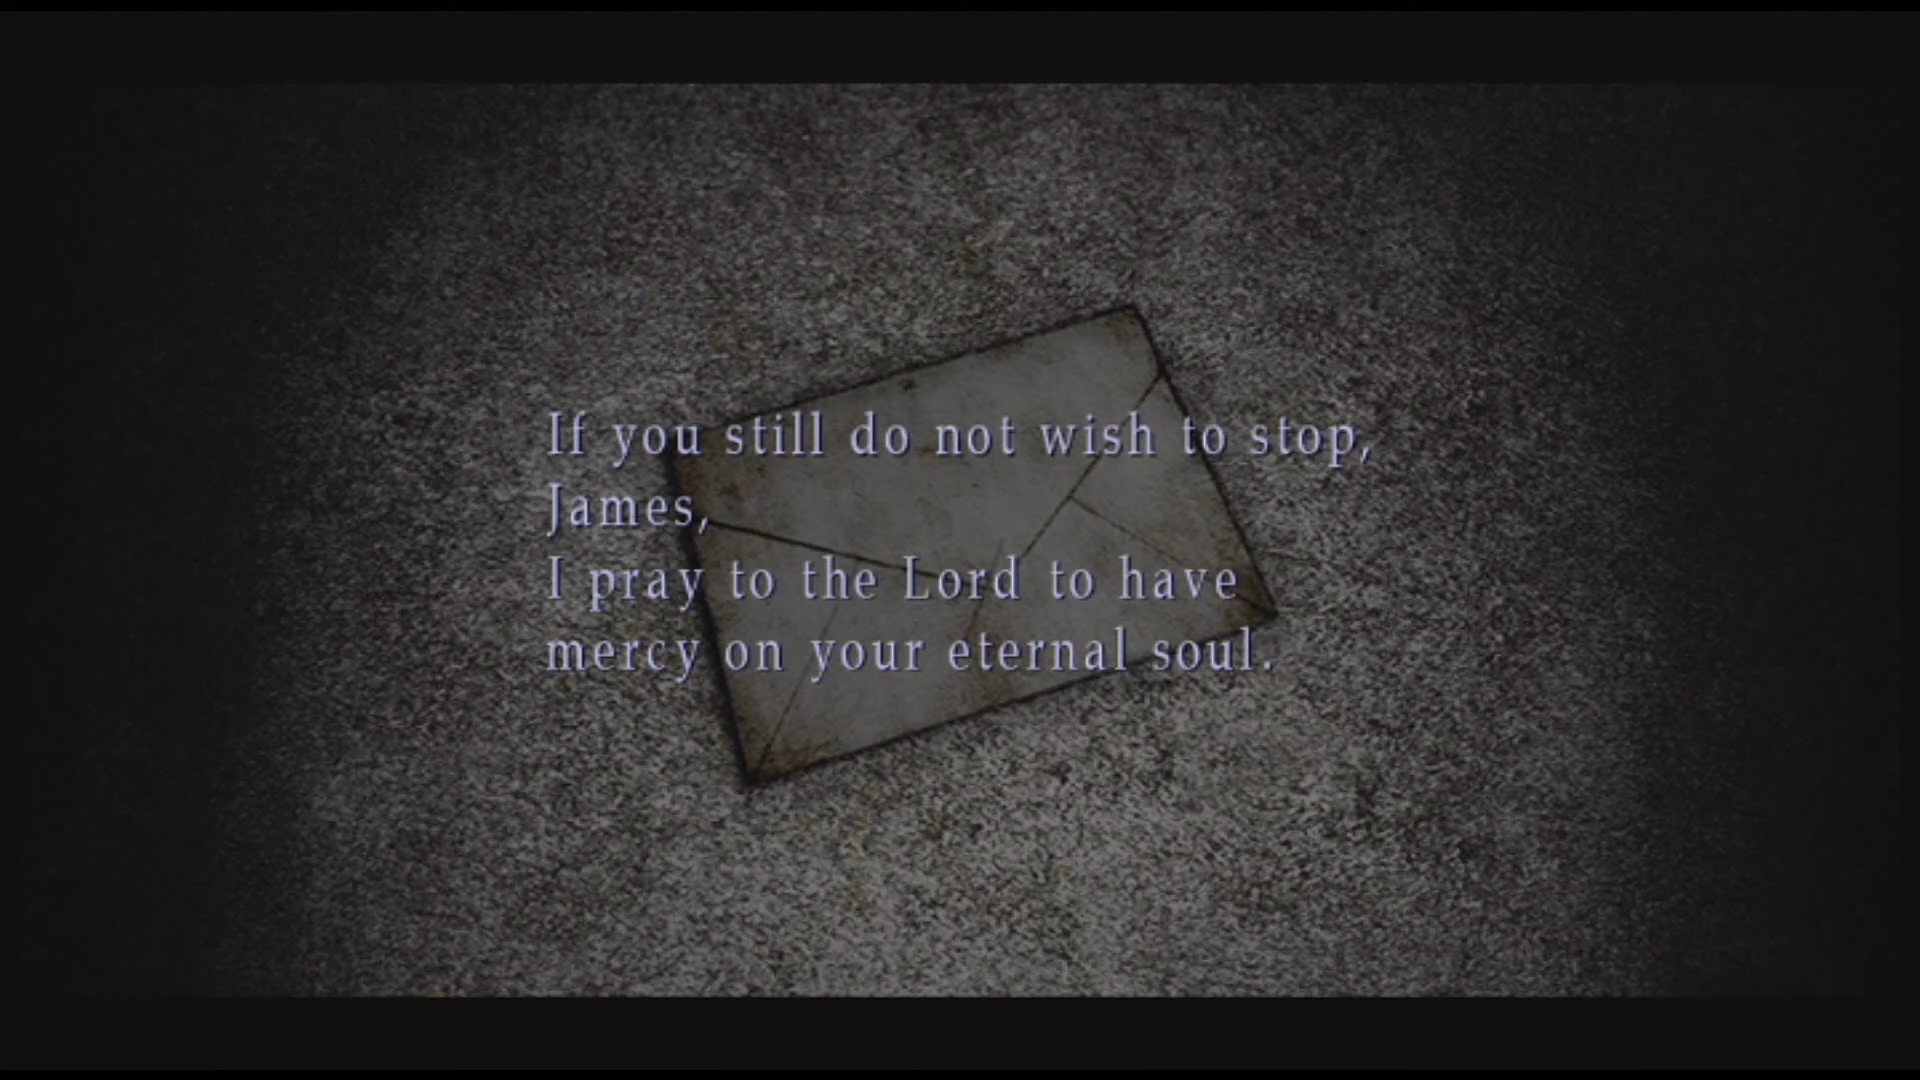 If you still do not wish to stop,
James,
I pray to the Lord to have
mercy on your eternal soul.